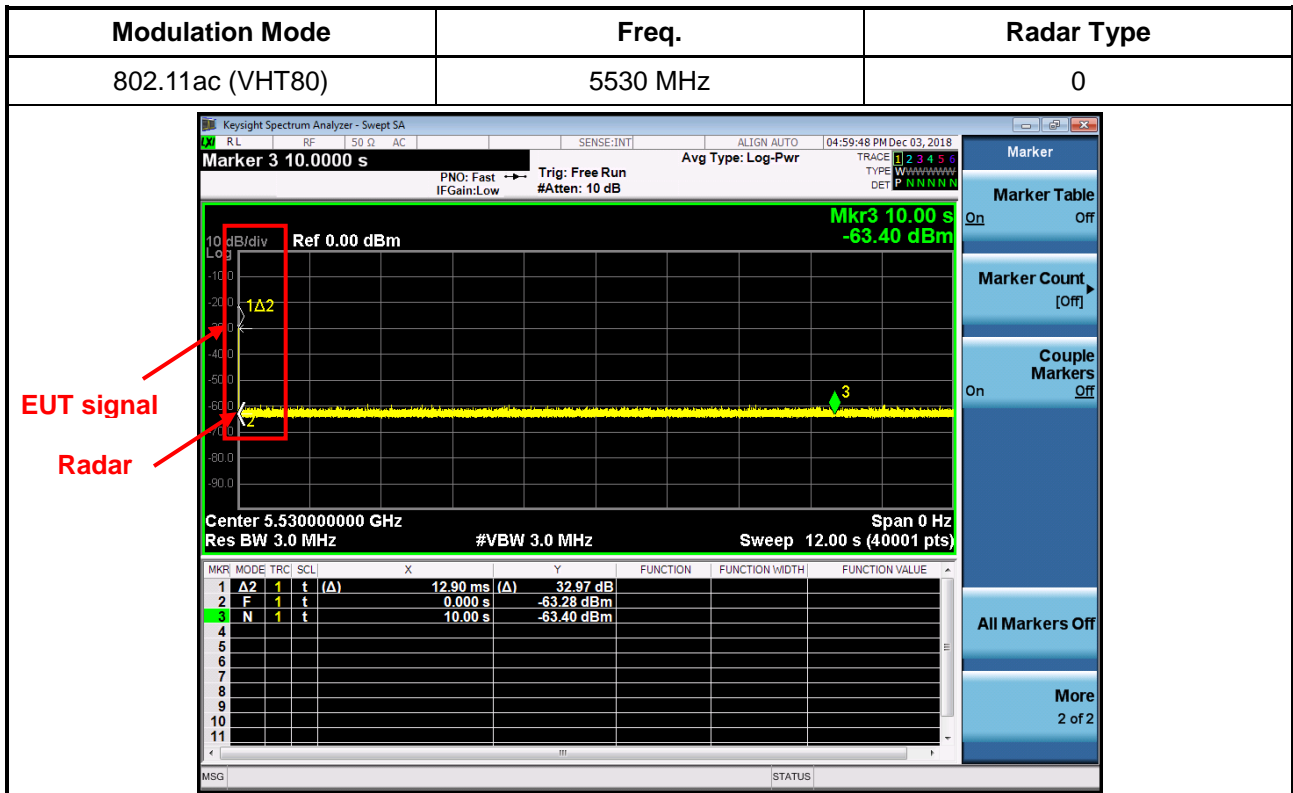 Modulation Mode Freq. Radar Type
802.11ac (VHT80) 5530 MHz 0
Keysight Spectrum Analyzer - Swept SA
LXI RL RF 50 Ω AC SENSE:INT ALIGN AUTO 04:59:48 PM Dec 03, 2018
Marker 3 10.0000 s
Avg Type: Log-Pwr
TRACE 1 2 3 4 5 6
TYPE WWWWWW
DET P N N N N N
PNO: Fast Trig: Free Run
IFGain:Low #Atten: 10 dB
Marker
Marker Table
On Off
Marker Count
[Off]
Couple
Markers
On Off
All Markers Off
More
2 of 2
Mkr3 10.00 s
-63.40 dBm
10 dB/div Ref 0.00 dBm
Log
-10.0
-20.0
-30.0
-40.0
-50.0
-60.0
-70.0
-80.0
-90.0
1Δ2
2
3
EUT signal
Radar
Center 5.530000000 GHz Span 0 Hz
Res BW 3.0 MHz #VBW 3.0 MHz Sweep 12.00 s (40001 pts)
MKR MODE TRC SCL X Y FUNCTION FUNCTION WIDTH FUNCTION VALUE
1 Δ2 1 t (Δ) 12.90 ms (Δ) 32.97 dB
2 F 1 t 0.000 s -63.28 dBm
3 N 1 t 10.00 s -63.40 dBm
4
5
6
7
8
9
10
11
MSG STATUS